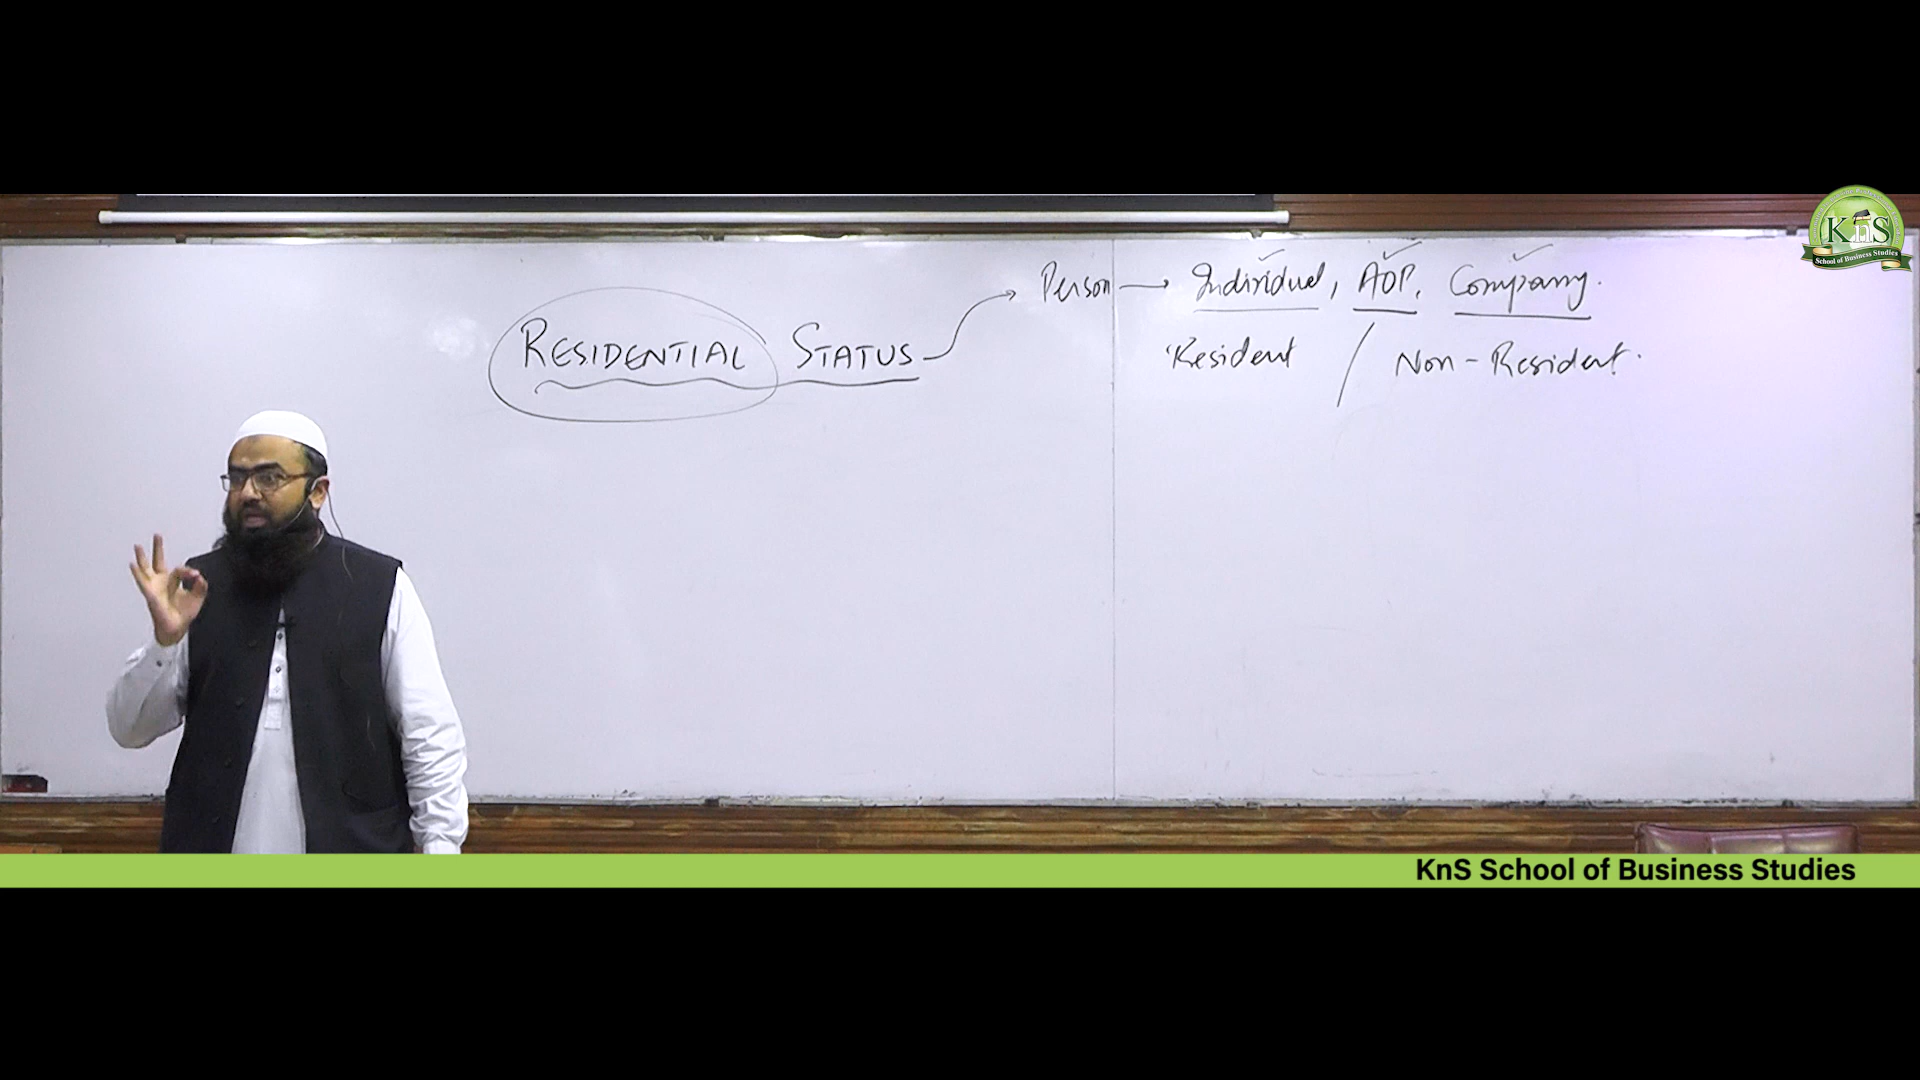 Person → Individual, AOP, Company.
RESIDENTIAL STATUS
Resident / Non-Resident.
KnS
School of Business Studies
KnS School of Business Studies